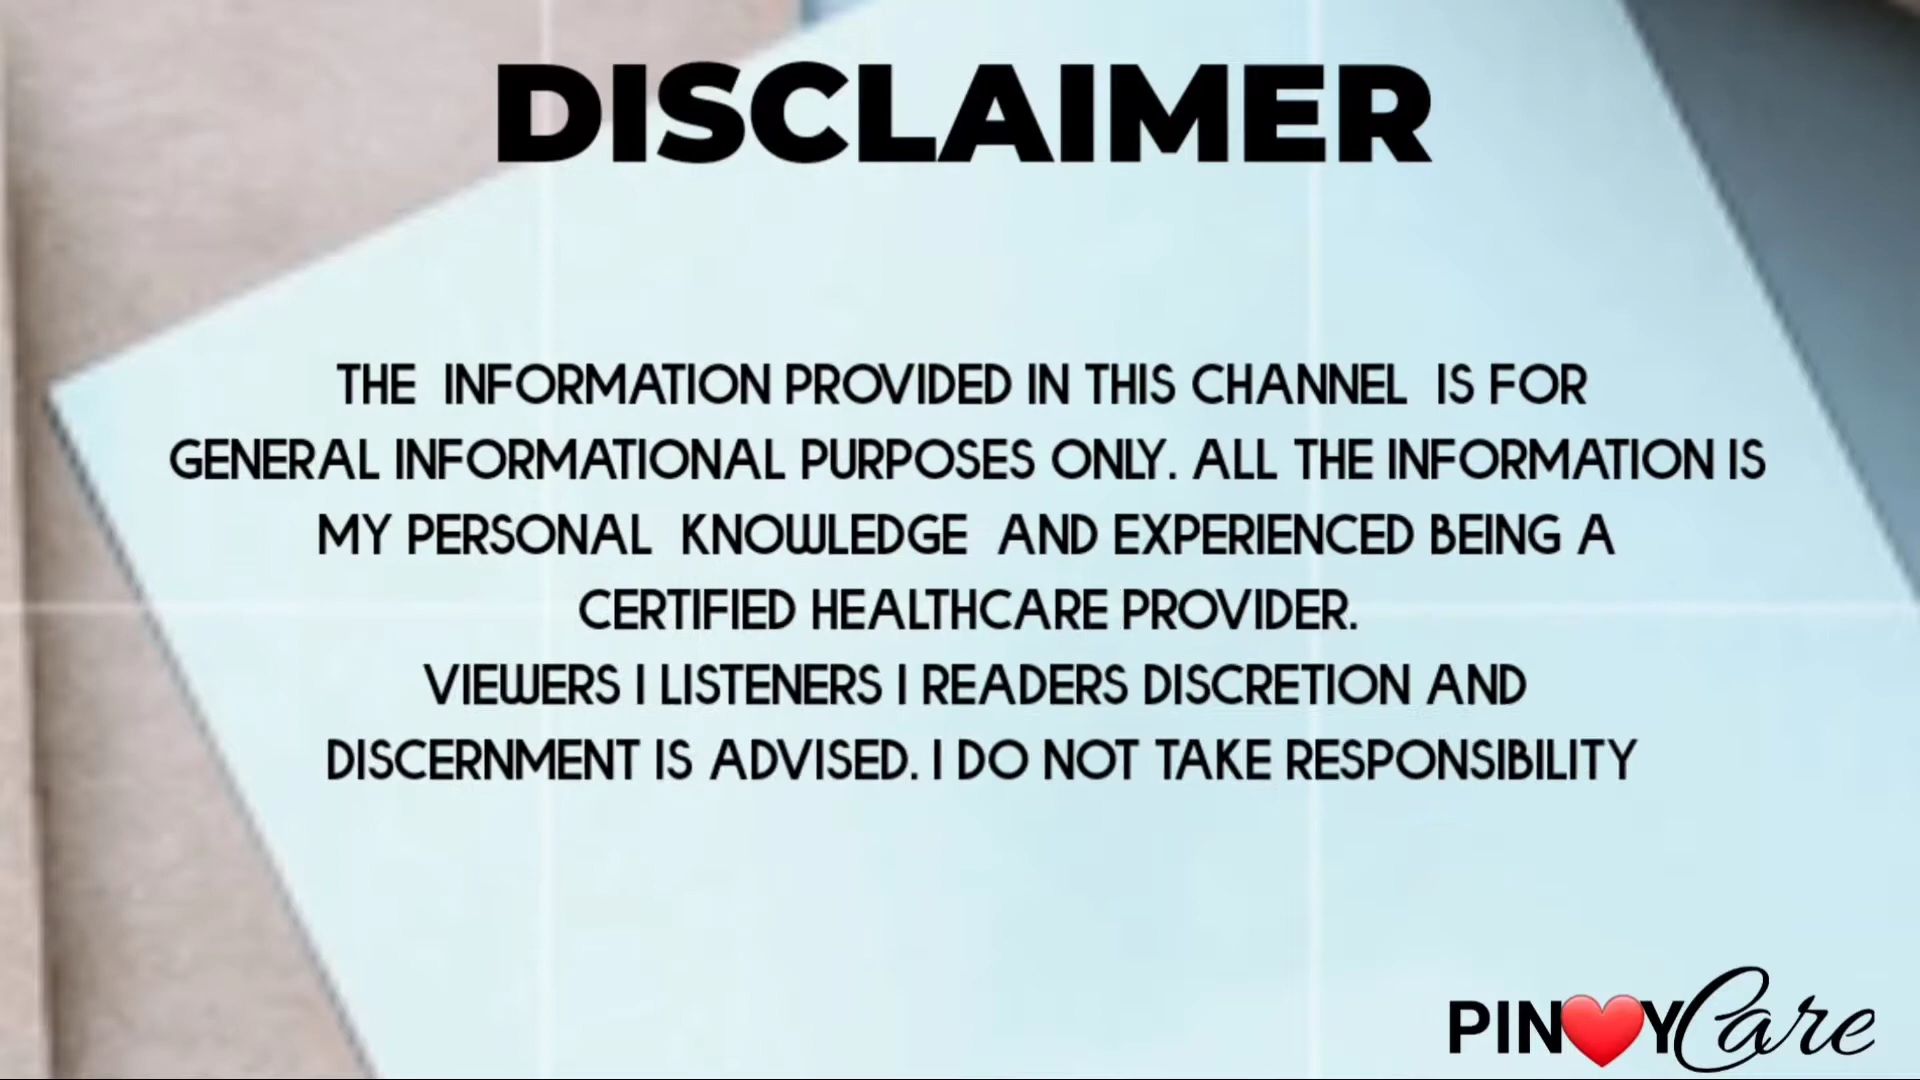 DISCLAIMER
THE INFORMATION PROVIDED IN THIS CHANNEL IS FOR
GENERAL INFORMATIONAL PURPOSES ONLY. ALL THE INFORMATION IS
MY PERSONAL KNOWLEDGE AND EXPERIENCED BEING A
CERTIFIED HEALTHCARE PROVIDER.
VIEWERS I LISTENERS I READERS DISCRETION AND
DISCERNMENT IS ADVISED. I DO NOT TAKE RESPONSIBILITY
PIN❤️Y Care